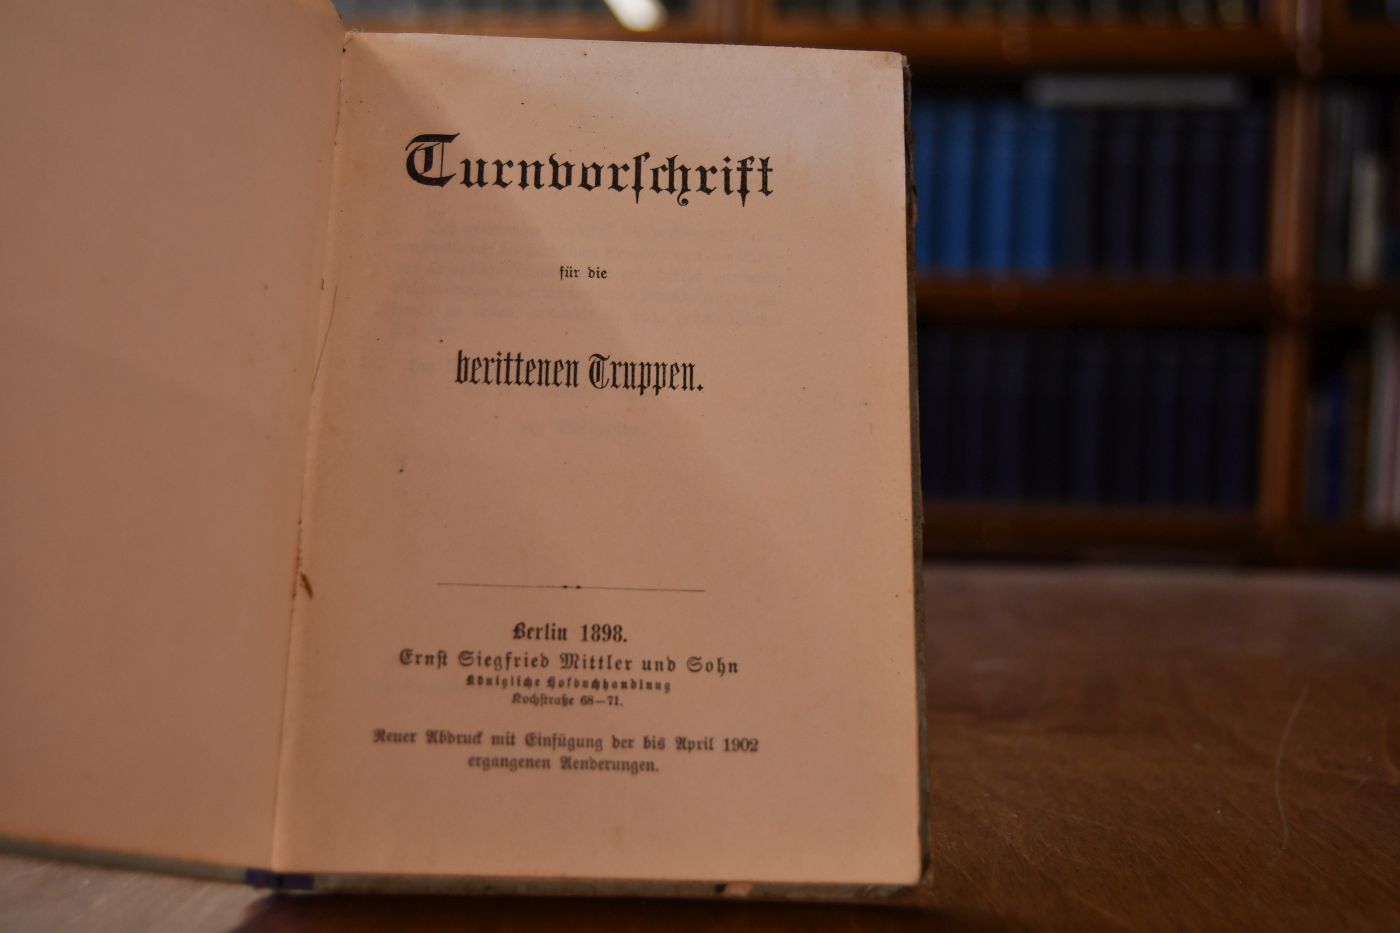 Turnvorschrift
für die
berittenen Truppen.
Berlin 1898.
Ernst Siegfried Mittler und Sohn
Königliche Hofbuchhandlung
Kochstraße 68—71.
Neuer Abdruck mit Einfügung der bis April 1902
ergangenen Aenderungen.